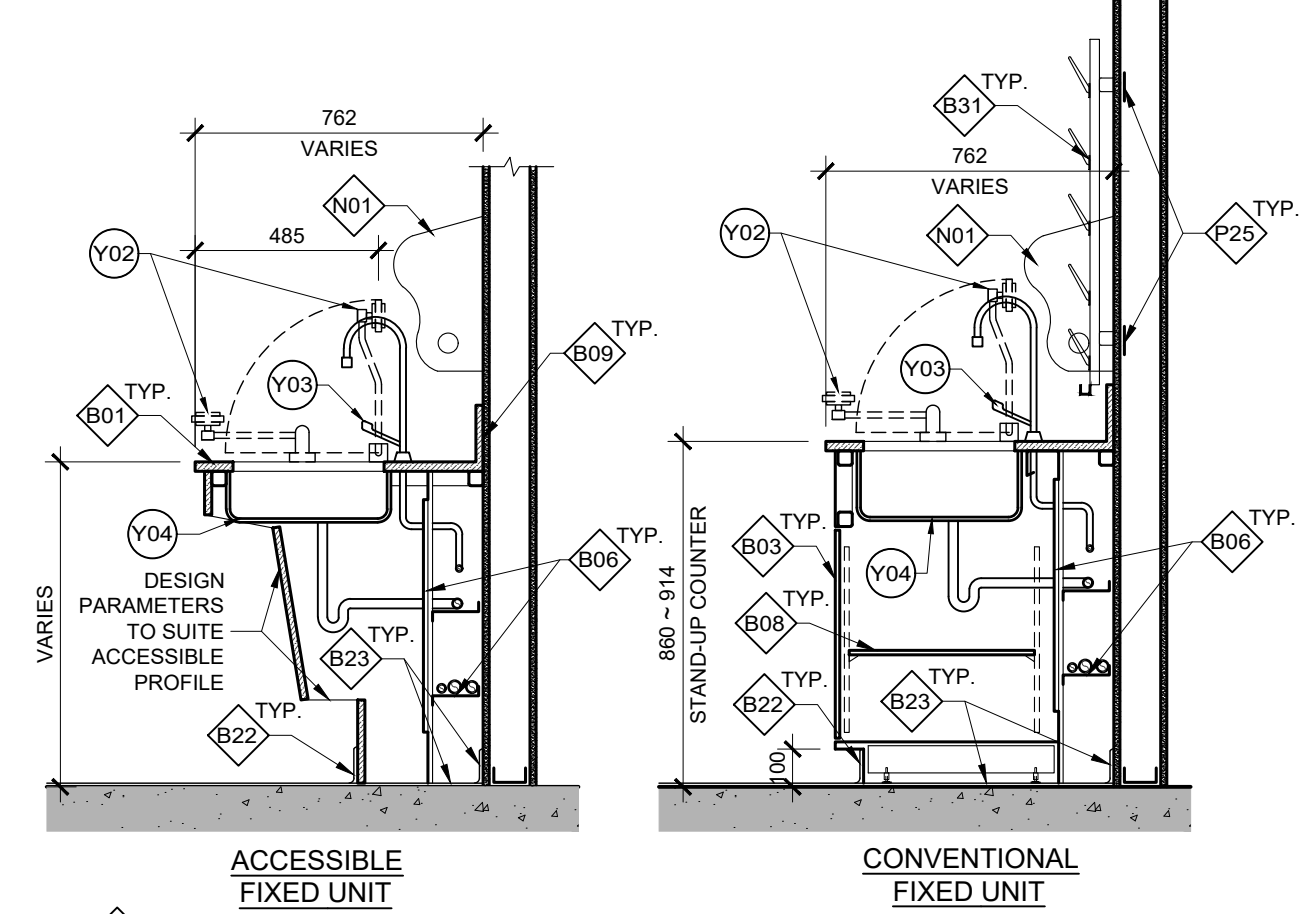 762
VARIES
N01
485
Y02
TYP.
B09
Y03
TYP.
B01
Y04
TYP.
B06
DESIGN
PARAMETERS
TO SUITE
ACCESSIBLE
PROFILE
VARIES
TYP.
B23
TYP.
B22
ACCESSIBLE
FIXED UNIT
TYP.
B31
762
VARIES
TYP.
P25
N01
Y02
Y03
TYP.
B03
Y04
TYP.
B06
860 ~ 914
STAND-UP COUNTER
TYP.
B08
TYP.
B22
TYP.
B23
100
CONVENTIONAL
FIXED UNIT